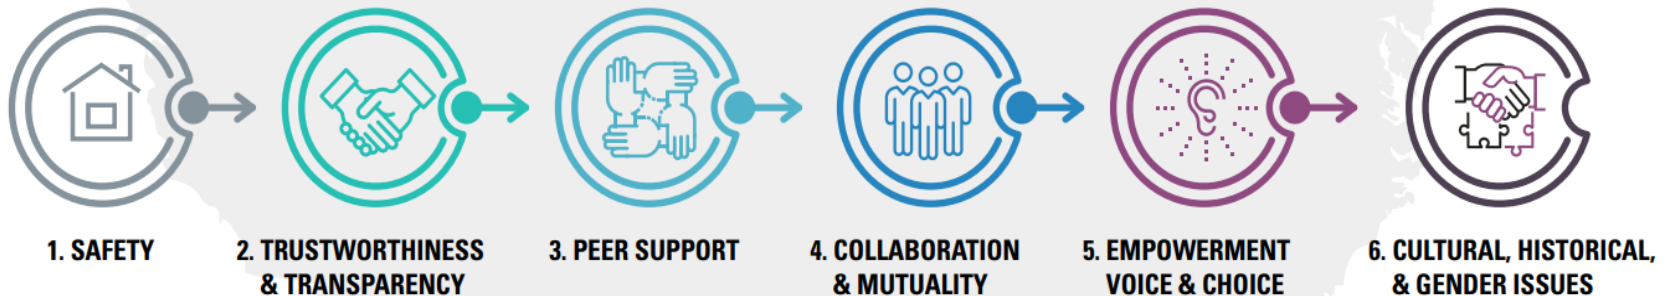 1. SAFETY
2. TRUSTWORTHINESS
& TRANSPARENCY
3. PEER SUPPORT
4. COLLABORATION
& MUTUALITY
5. EMPOWERMENT
VOICE & CHOICE
6. CULTURAL, HISTORICAL,
& GENDER ISSUES